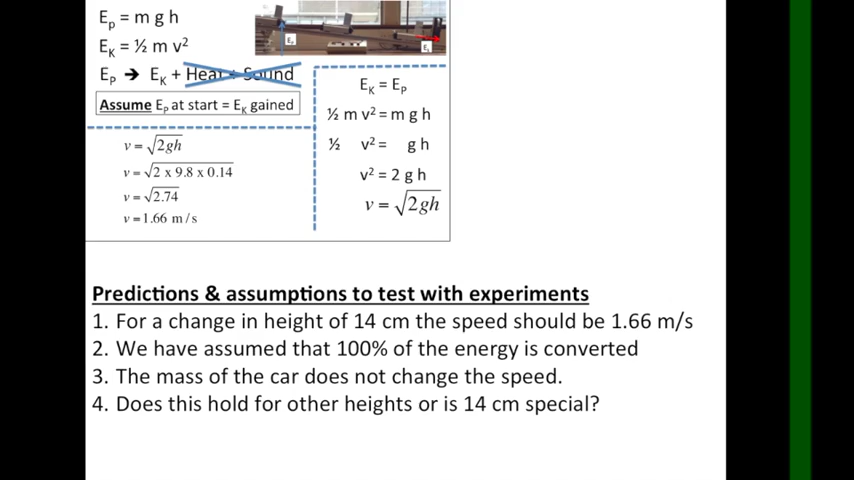 Eₚ = m g h
E_K = ½ m v²
Eₚ ➔ E_K + Heat + Sound
Assume Eₚ at start = E_K gained
v = √2gh
v = √2 x 9.8 x 0.14
v = √2.74
v = 1.66 m/s
E_K = Eₚ
½ m v² = m g h
½ v² = g h
v² = 2 g h
v = √2gh
Predictions & assumptions to test with experiments
1. For a change in height of 14 cm the speed should be 1.66 m/s
2. We have assumed that 100% of the energy is converted
3. The mass of the car does not change the speed.
4. Does this hold for other heights or is 14 cm special?